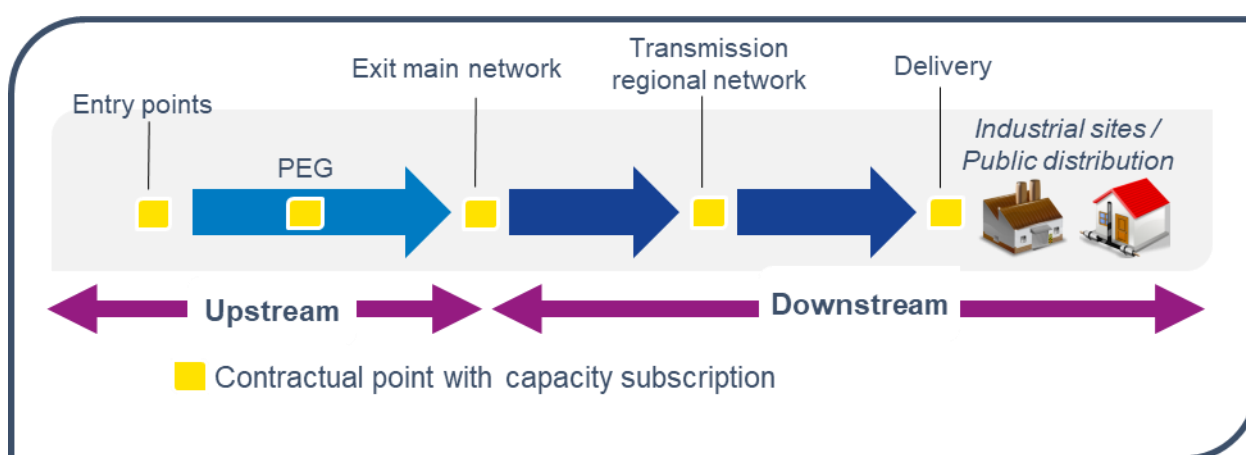 Transmission
regional network
Exit main network
Delivery
Entry points
Industrial sites /
Public distribution
PEG
Upstream
Downstream
Contractual point with capacity subscription